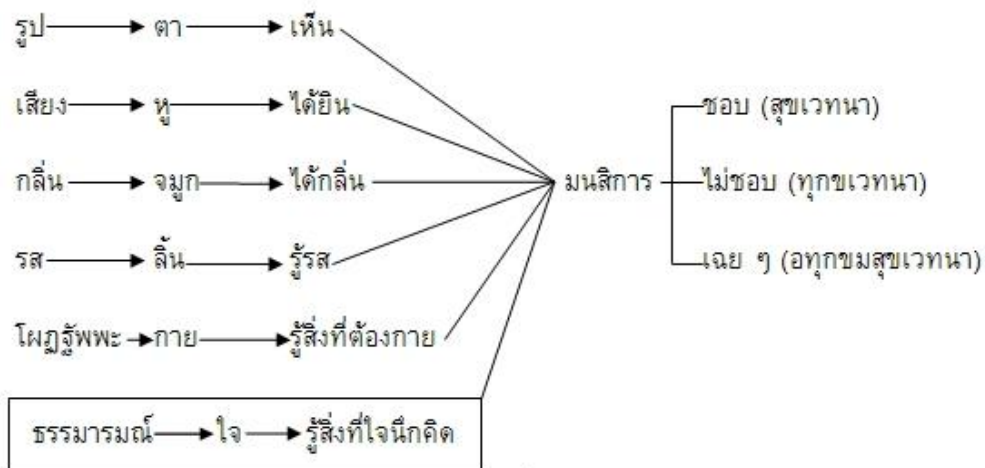 รูป ตา เห็น
เสียง หู ได้ยิน
ชอบ (สุขเวทนา)
กลิ่น จมูก ได้กลิ่น มนสิการ ไม่ชอบ (ทุกขเวทนา)
รส ลิ้น รู้รส
เฉย ๆ (อทุกขมสุขเวทนา)
โผฏฐัพพะ กาย รู้สิ่งที่ต้องกาย
ธรรมารมณ์ ใจ รู้สิ่งที่ใจนึกคิด